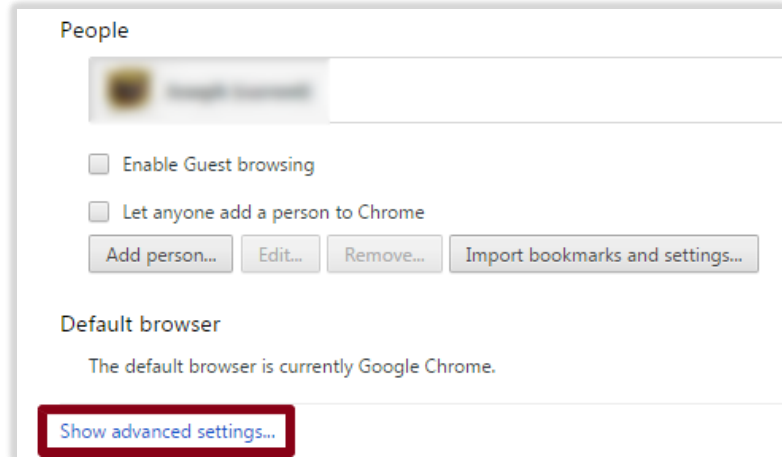 People
Enable Guest browsing
Let anyone add a person to Chrome
Add person... Edit... Remove... Import bookmarks and settings...
Default browser
The default browser is currently Google Chrome.
Show advanced settings...